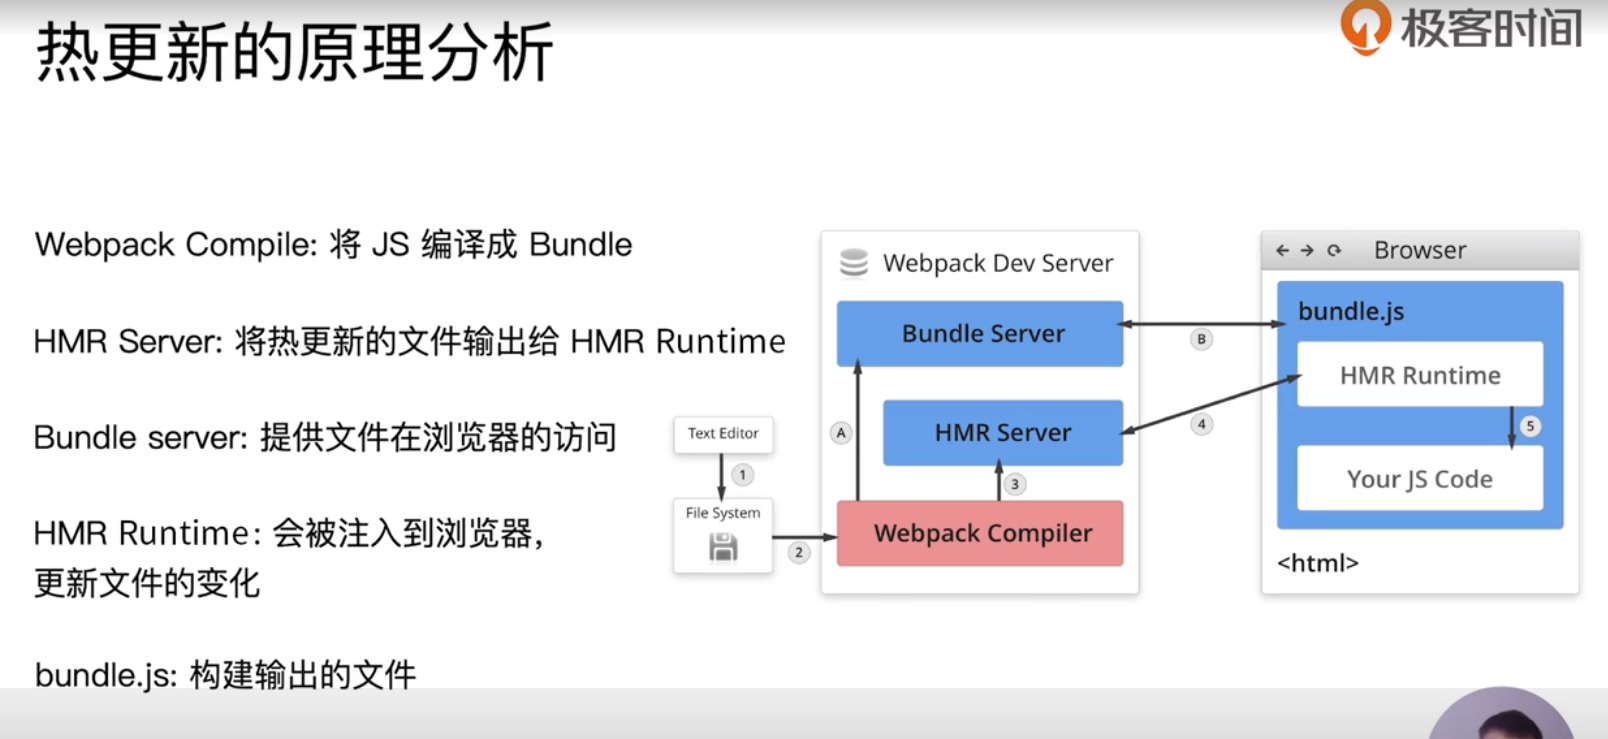 热更新的原理分析
极客时间
Webpack Compile: 将 JS 编译成 Bundle
HMR Server: 将热更新的文件输出给 HMR Runtime
Bundle server: 提供文件在浏览器的访问
HMR Runtime: 会被注入到浏览器,
更新文件的变化
bundle.js: 构建输出的文件
Text Editor
1
File System
2
Webpack Dev Server
Bundle Server
A
HMR Server
3
Webpack Compiler
B
4
Browser
bundle.js
HMR Runtime
5
Your JS Code
<html>